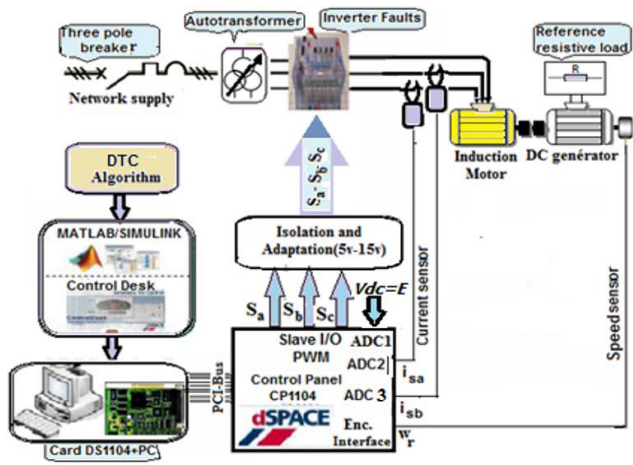 Three pole
breaker
Autotransformer
Inverter Faults
Reference
resistive load
R
Network supply
Induction
Motor
DC générator
DTC
Algorithm
Sa- Sb- Sc
MATLAB/SIMULINK
Control Desk
Isolation and
Adaptation(5v-15v)
Sa
Sb
Sc
Vdc=E
Current sensor
Speed sensor
Slave I/O
PWM
Control Panel
CP1104
dSPACE
ADC1
ADC2
ADC 3
Enc.
Interface
isa
isb
wr
PCI-Bus
dSPACE
Card DS1104+PC